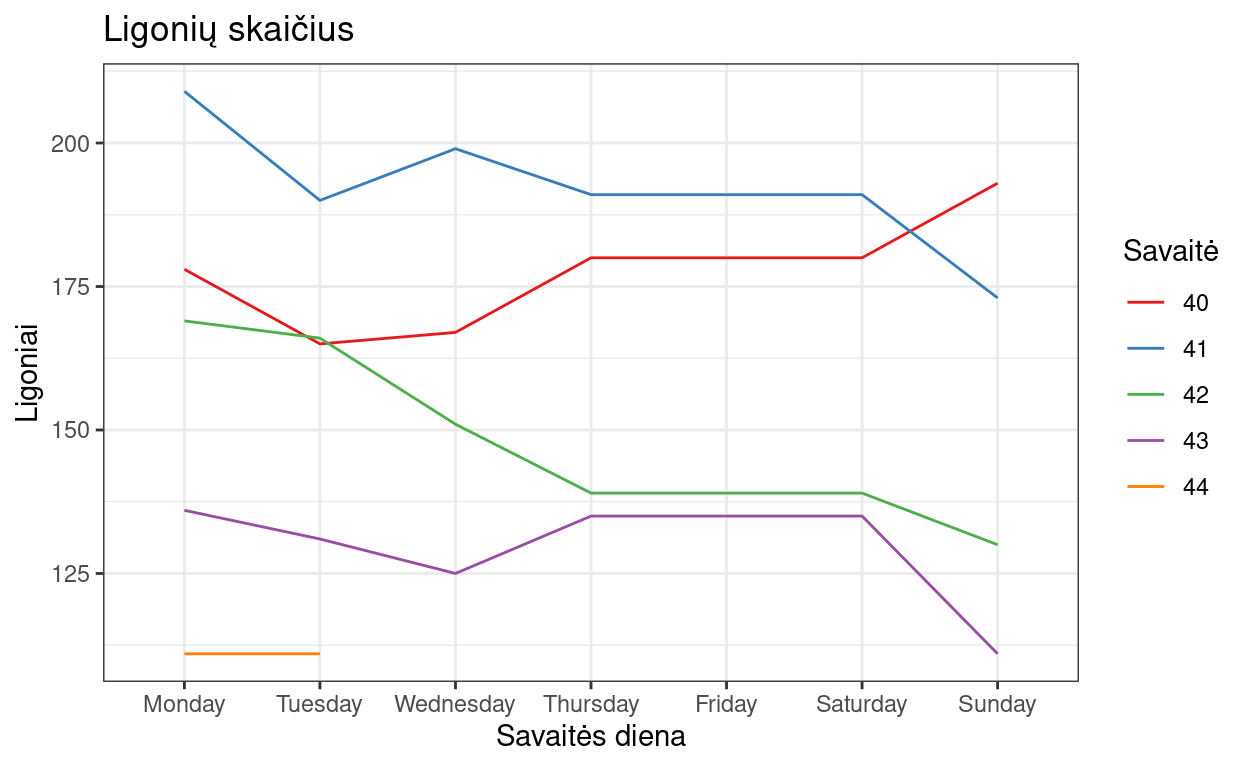 Ligonių skaičius
200
175
150
125
Ligoniai
Monday Tuesday Wednesday Thursday Friday Saturday Sunday
Savaitės diena
Savaitė
40
41
42
43
44